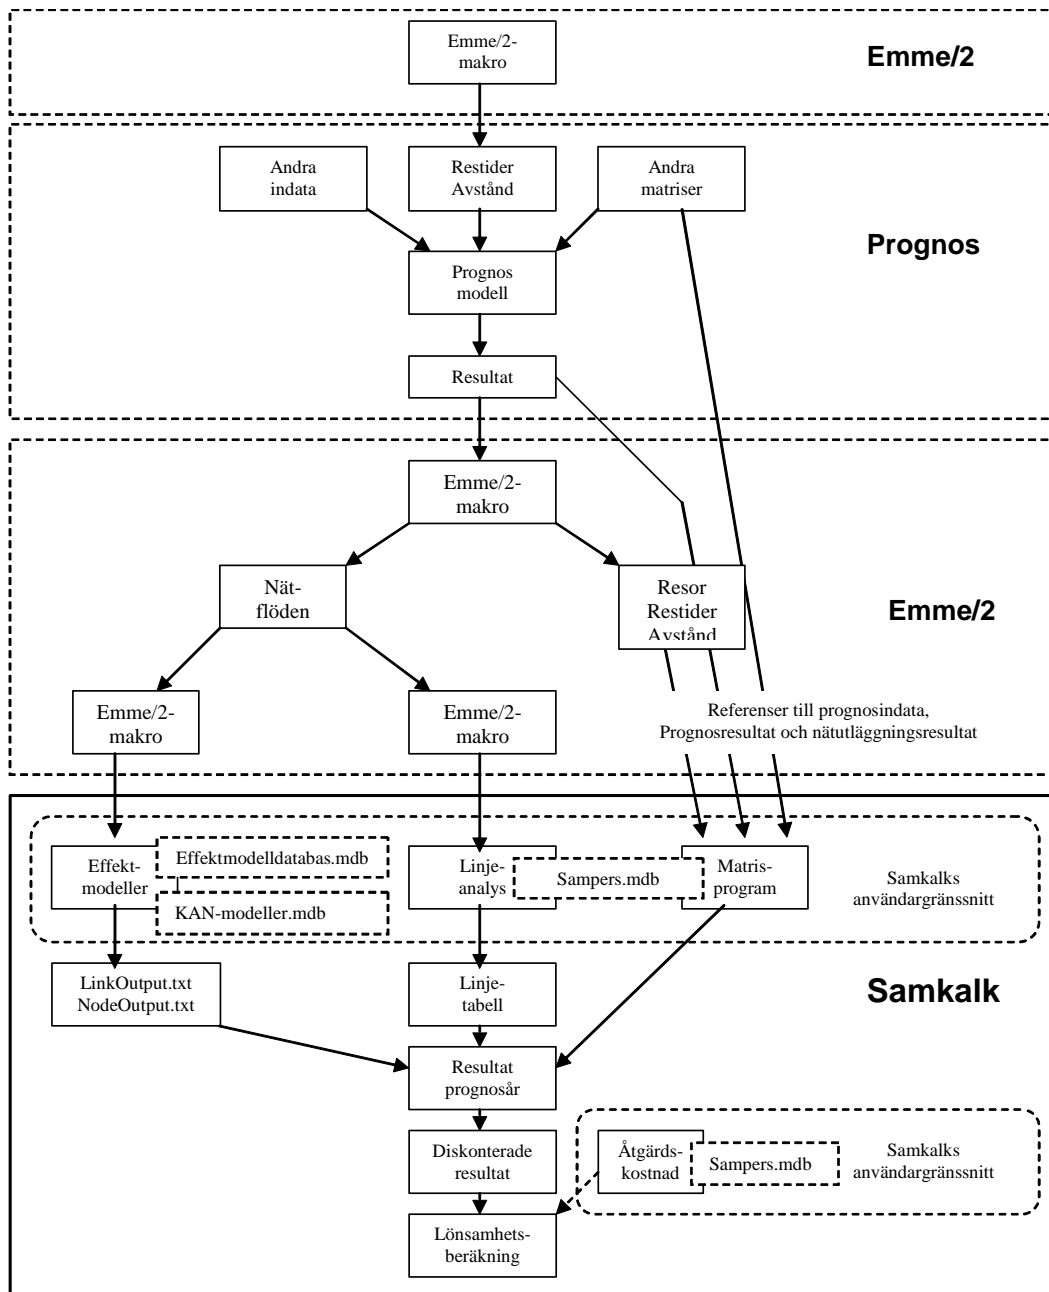 Emme/2-
makro
Emme/2
Andra
indata
Restider
Avstånd
Andra
matriser
Prognos
Prognos
modell
Resultat
Emme/2-
makro
Nät-
flöden
Resor
Restider
Avstånd
Emme/2
Emme/2-
makro
Emme/2-
makro
Referenser till prognosindata,
Prognosresultat och nätutläggningsresultat
Effekt-
modeller
Effektmodelldatabas.mdb
KAN-modeller.mdb
Linje-
analys
Sampers.mdb
Matris-
program
Samkalks
användargränssnitt
LinkOutput.txt
NodeOutput.txt
Linje-
tabell
Samkalk
Resultat
prognosår
Diskonterade
resultat
Åtgärds-
kostnad
Sampers.mdb
Samkalks
användargränssnitt
Lönsamhets-
beräkning